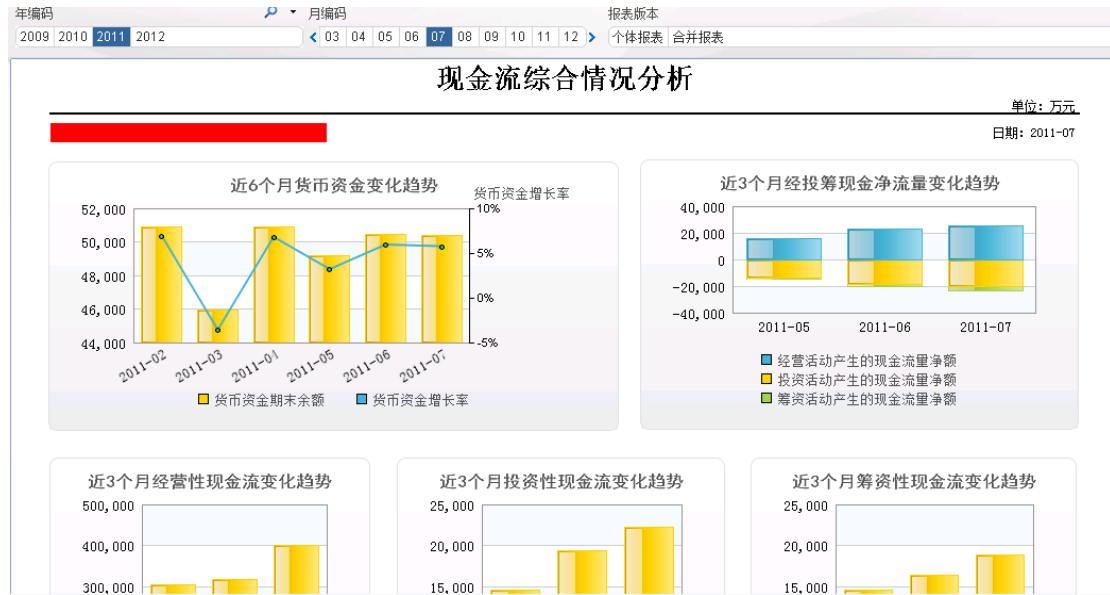 年编码 月编码 报表版本
2009 2010 2011 2012 03 04 05 06 07 08 09 10 11 12 个体报表 合并报表
现金流综合情况分析
单位：万元
日期：2011-07
近6个月货币资金变化趋势
货币资金增长率
52,000
50,000
48,000
46,000
44,000
10%
5%
0%
-5%
2011-02 2011-03 2011-04 2011-05 2011-06 2011-07
货币资金期末余额 货币资金增长率
近3个月经投筹现金净流量变化趋势
40,000
20,000
0
-20,000
-40,000
2011-05 2011-06 2011-07
经营活动产生的现金流量净额
投资活动产生的现金流量净额
筹资活动产生的现金流量净额
近3个月经营性现金流变化趋势
500,000
400,000
300,000
近3个月投资性现金流变化趋势
25,000
20,000
15,000
近3个月筹资性现金流变化趋势
25,000
20,000
15,000